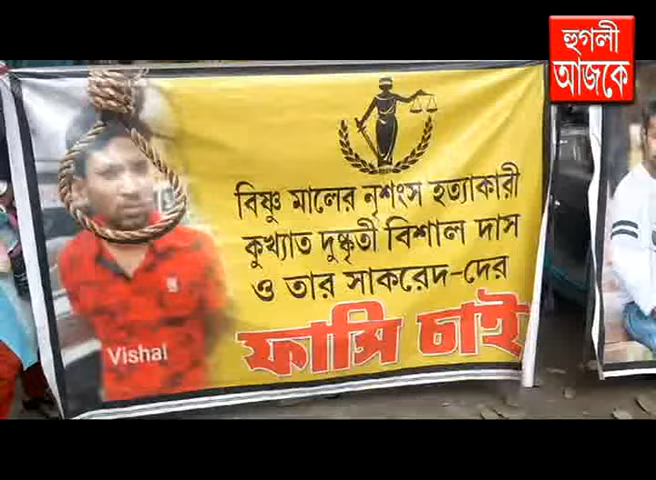 হুগলী
আজকে
বিষ্ণু মালের নৃশংস হত্যাকারী
কুখ্যাত দুষ্কৃতী বিশাল দাস
ও তার সাকরেদ-দের
ফাঁসি চাই
Vishal